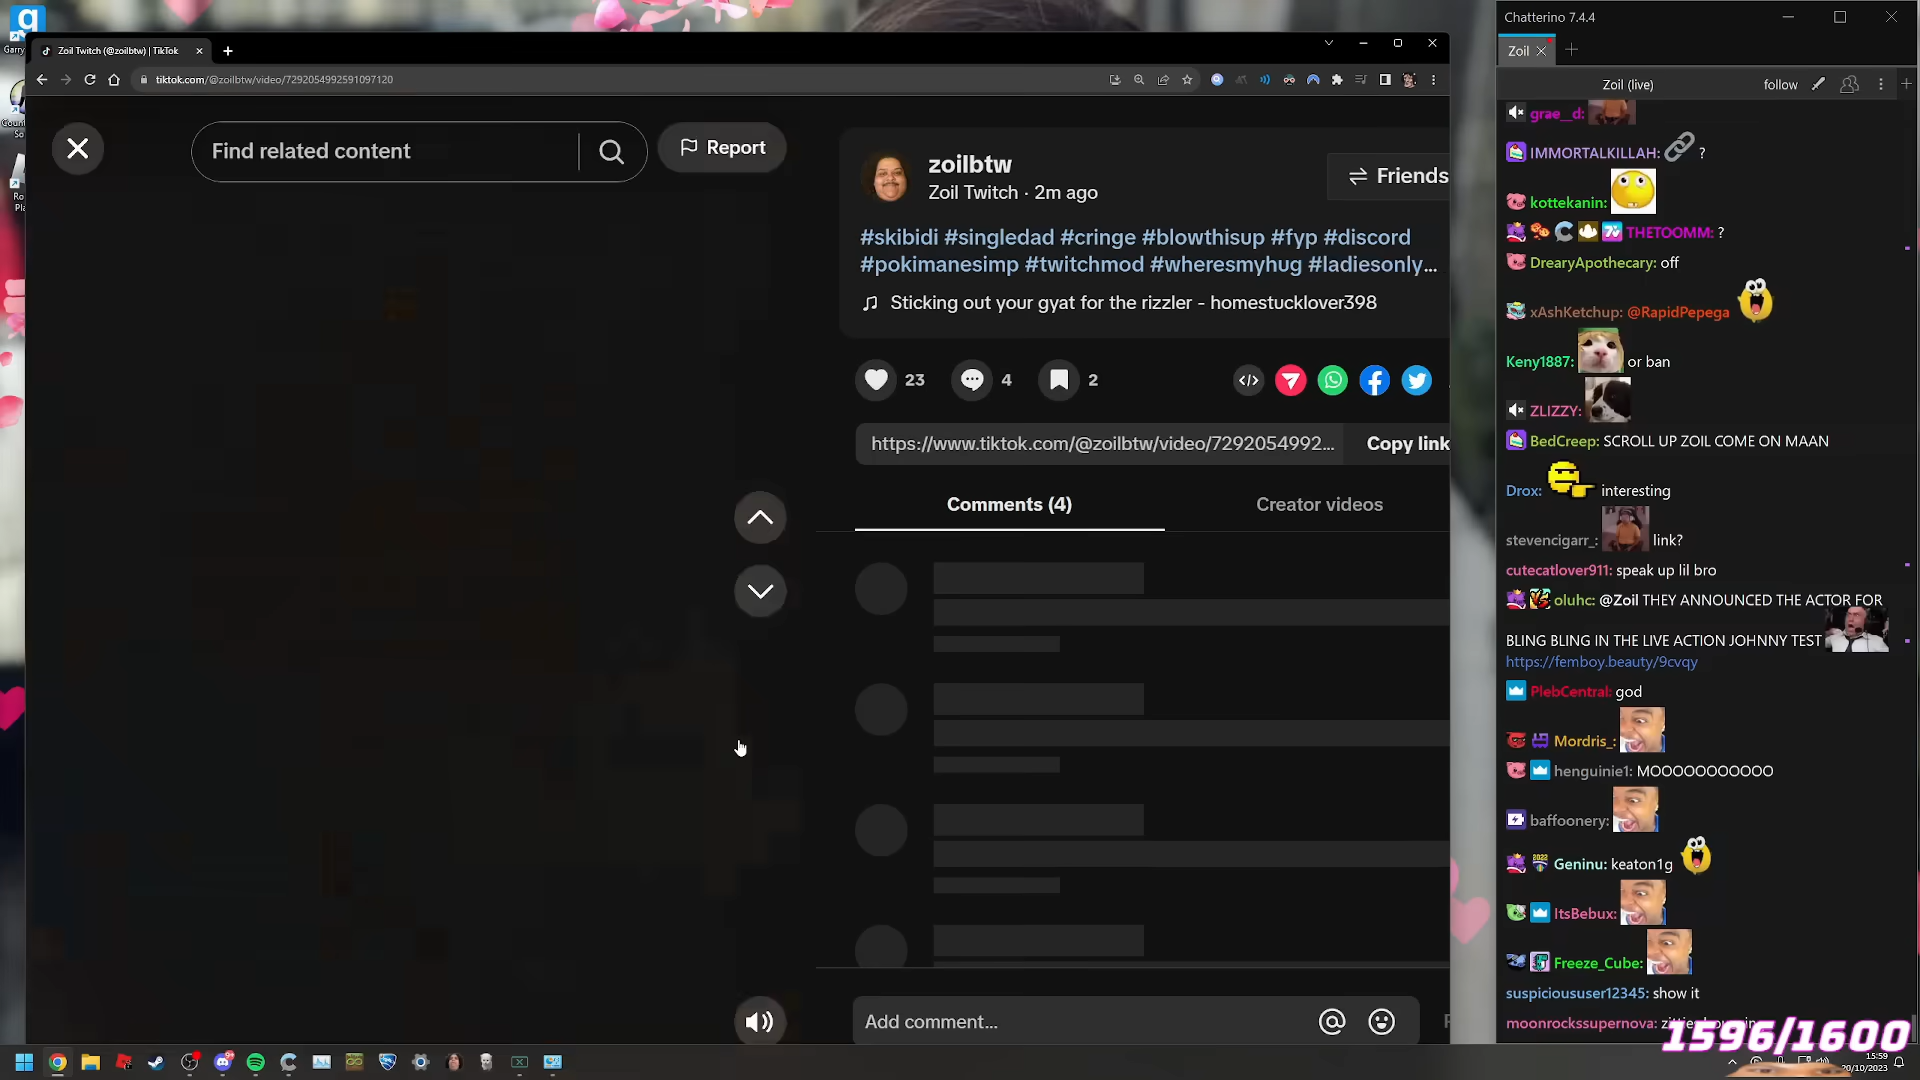 Garry
Zoil Twitch (@zoilbtw) | TikTok
tiktok.com/@zoilbtw/video/7292054992591097120
Find related content
Report
zoilbtw
Zoil Twitch · 2m ago
Friends
#skibidi #singledad #cringe #blowthisup #fyp #discord
#pokimanesimp #twitchmod #wheresmyhug #ladiesonly...
Sticking out your gyat for the rizzler - homestucklover398
23
4
2
https://www.tiktok.com/@zoilbtw/video/7292054992...
Copy link
Comments (4)
Creator videos
Add comment...
Chatterino 7.4.4
Zoil
Zoil (live)
follow
grae__d:
IMMORTALKILLAH: ?
kottekanin:
THETOOMM: ?
DrearyApothecary: off
xAshKetchup: @RapidPepega
Keny1887: or ban
ZLIZZY:
BedCreep: SCROLL UP ZOIL COME ON MAAN
Drox: interesting
stevencigarr_: link?
cutecatlover911: speak up lil bro
oluhc: @Zoil THEY ANNOUNCED THE ACTOR FOR
BLING BLING IN THE LIVE ACTION JOHNNY TEST
https://femboy.beauty/9cvqy
PlebCentral: god
Mordris_:
henguinie1: MOOOOOOOOOOO
baffoonery:
Geninu: keaton1g
ItsBebux:
Freeze_Cube:
suspicioususer12345: show it
moonrockssupernova:
1596/1600
15:59
20/10/2023